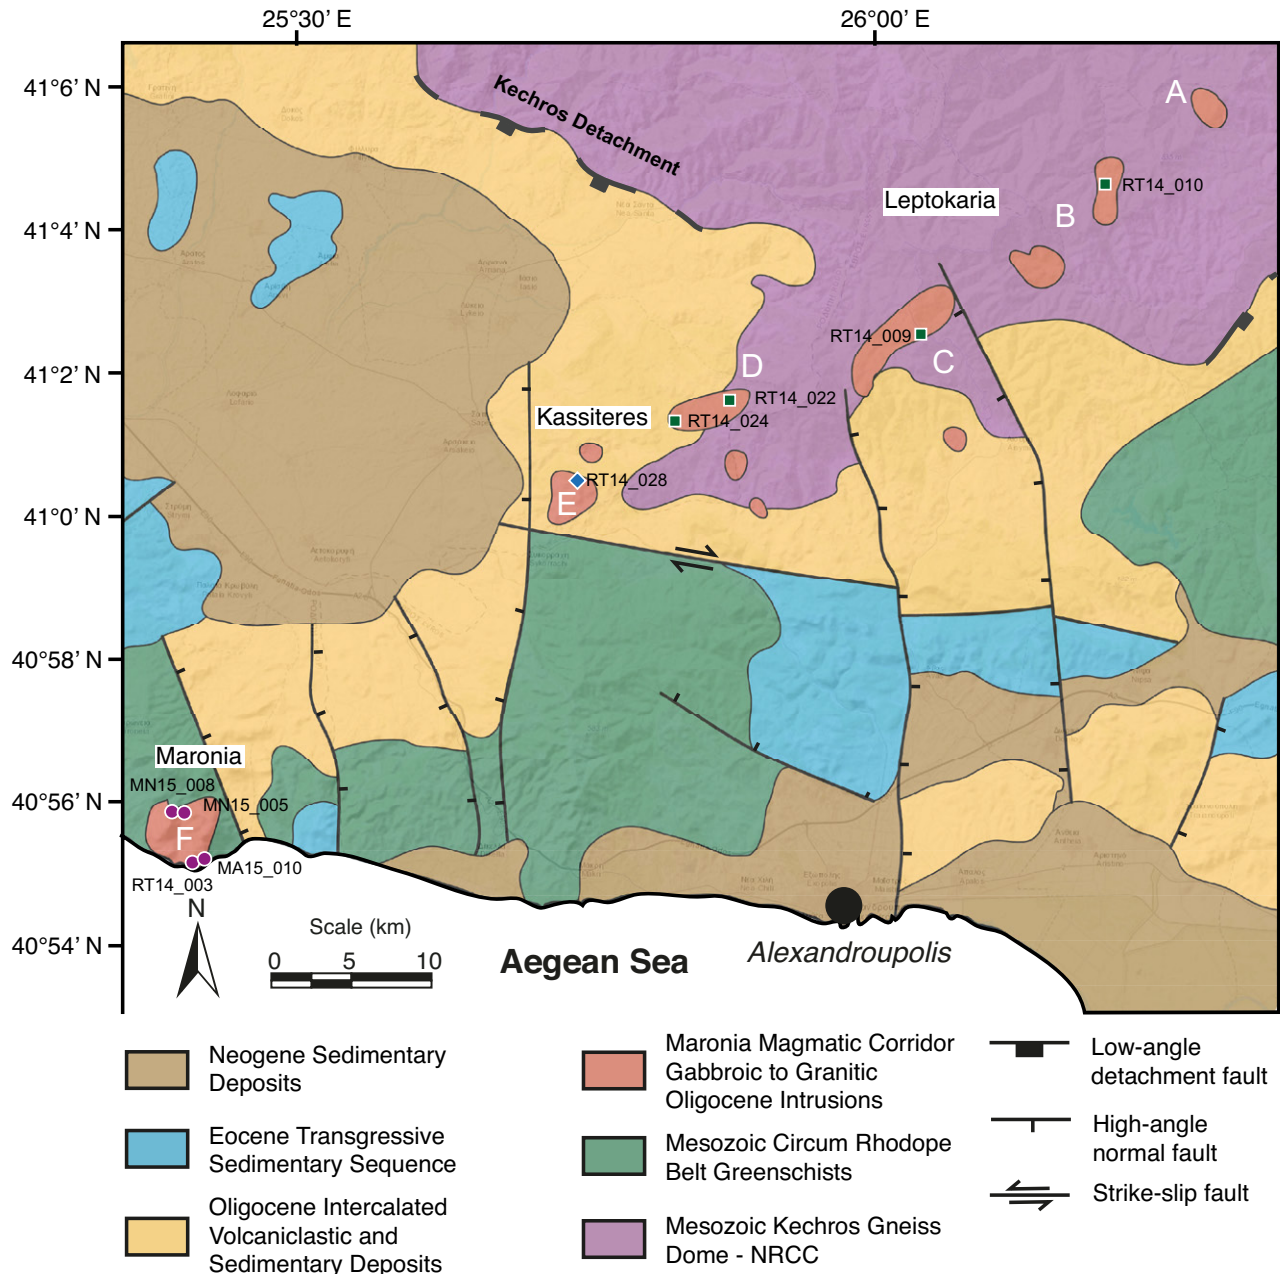 25°30' E
26°00' E
41°6' N
41°4' N
41°2' N
41°0' N
40°58' N
40°56' N
40°54' N
Kechros Detachment
A
RT14_010
Leptokaria
B
RT14_009
C
D
RT14_022
Kassiteres
RT14_024
RT14_028
E
Maronia
MN15_008
MN15_005
F
MA15_010
RT14_003
N
Scale (km)
0 5 10
Aegean Sea
Alexandroupolis
Neogene Sedimentary
Deposits
Eocene Transgressive
Sedimentary Sequence
Oligocene Intercalated
Volcaniclastic and
Sedimentary Deposits
Maronia Magmatic Corridor
Gabbroic to Granitic
Oligocene Intrusions
Mesozoic Circum Rhodope
Belt Greenschists
Mesozoic Kechros Gneiss
Dome - NRCC
Low-angle
detachment fault
High-angle
normal fault
Strike-slip fault